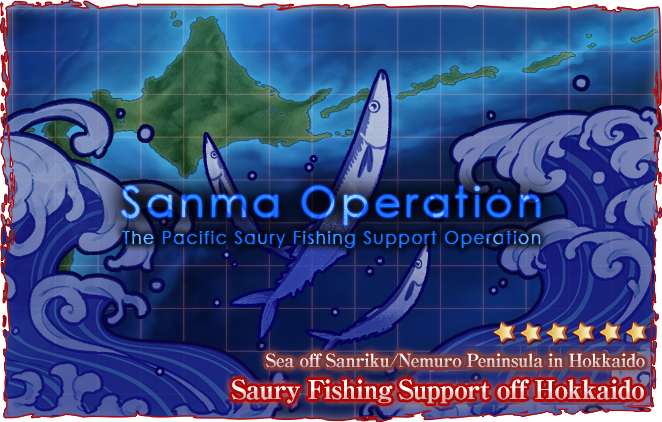 Sanma Operation
The Pacific Saury Fishing Support Operation
Sea off Sanriku/Nemuro Peninsula in Hokkaido
Saury Fishing Support off Hokkaido